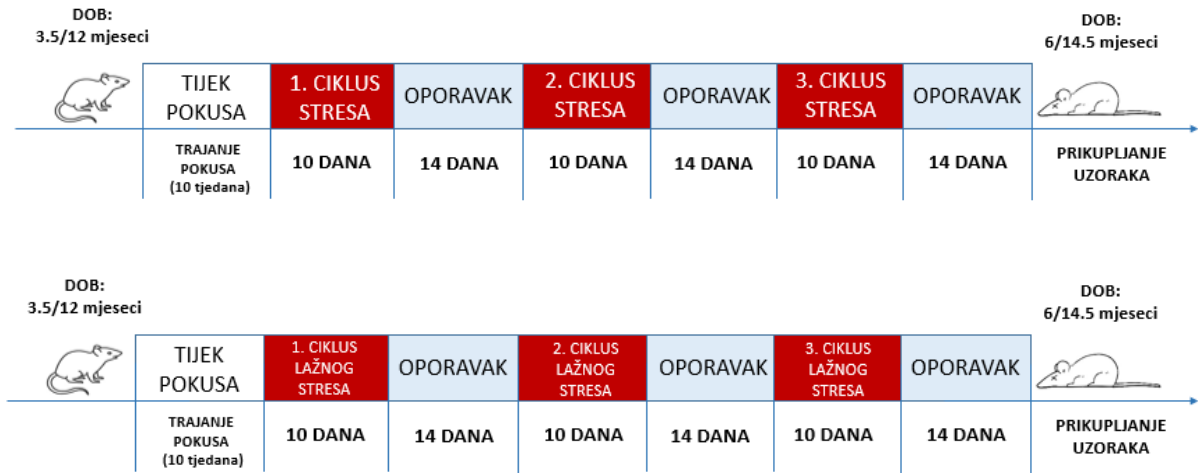 DOB:
3.5/12 mjeseci
DOB:
6/14.5 mjeseci
TIJEK
POKUSA
1. CIKLUS
STRESA
OPORAVAK
2. CIKLUS
STRESA
OPORAVAK
3. CIKLUS
STRESA
OPORAVAK
TRAJANJE
POKUSA
(10 tjedana)
10 DANA
14 DANA
10 DANA
14 DANA
10 DANA
14 DANA
PRIKUPLJANJE
UZORAKA
DOB:
3.5/12 mjeseci
DOB:
6/14.5 mjeseci
TIJEK
POKUSA
1. CIKLUS
LAŽNOG
STRESA
OPORAVAK
2. CIKLUS
LAŽNOG
STRESA
OPORAVAK
3. CIKLUS
LAŽNOG
STRESA
OPORAVAK
TRAJANJE
POKUSA
(10 tjedana)
10 DANA
14 DANA
10 DANA
14 DANA
10 DANA
14 DANA
PRIKUPLJANJE
UZORAKA